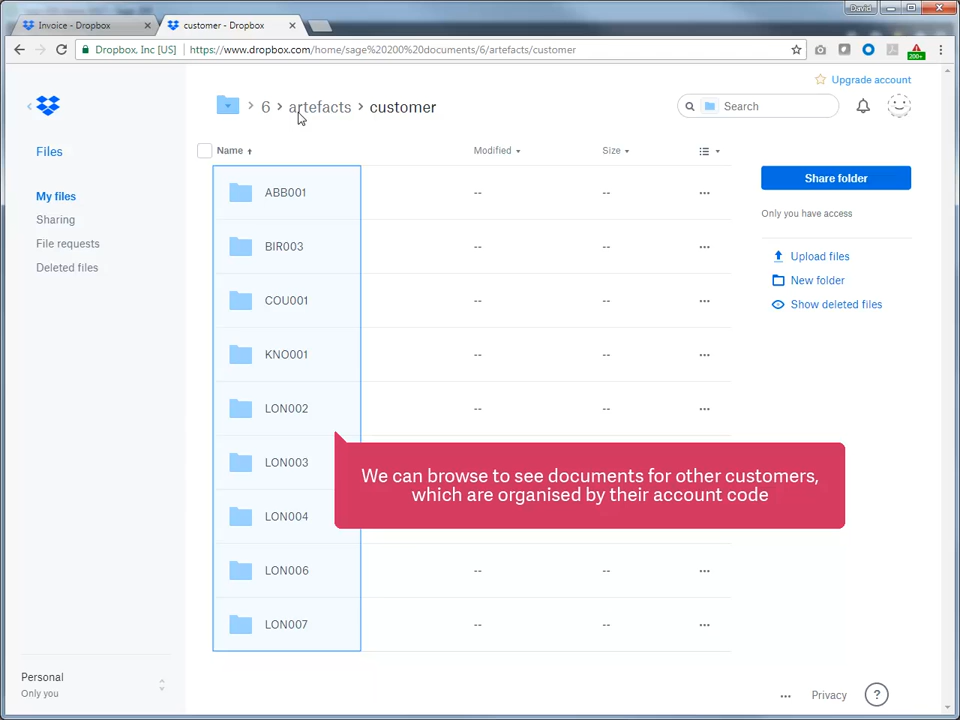 David
Invoice - Dropbox
customer - Dropbox
Dropbox, Inc [US]
https://www.dropbox.com/home/sage%20200%20documents/6/artefacts/customer
200+
Upgrade account
6 › artefacts › customer
Search
Files
My files
Sharing
File requests
Deleted files
Name
Modified
Size
ABB001
--
--
BIR003
--
--
COU001
--
--
KNO001
--
--
LON002
--
--
LON003
LON004
LON006
--
--
LON007
--
--
We can browse to see documents for other customers,
which are organised by their account code
Share folder
Only you have access
Upload files
New folder
Show deleted files
Personal
Only you
Privacy
?